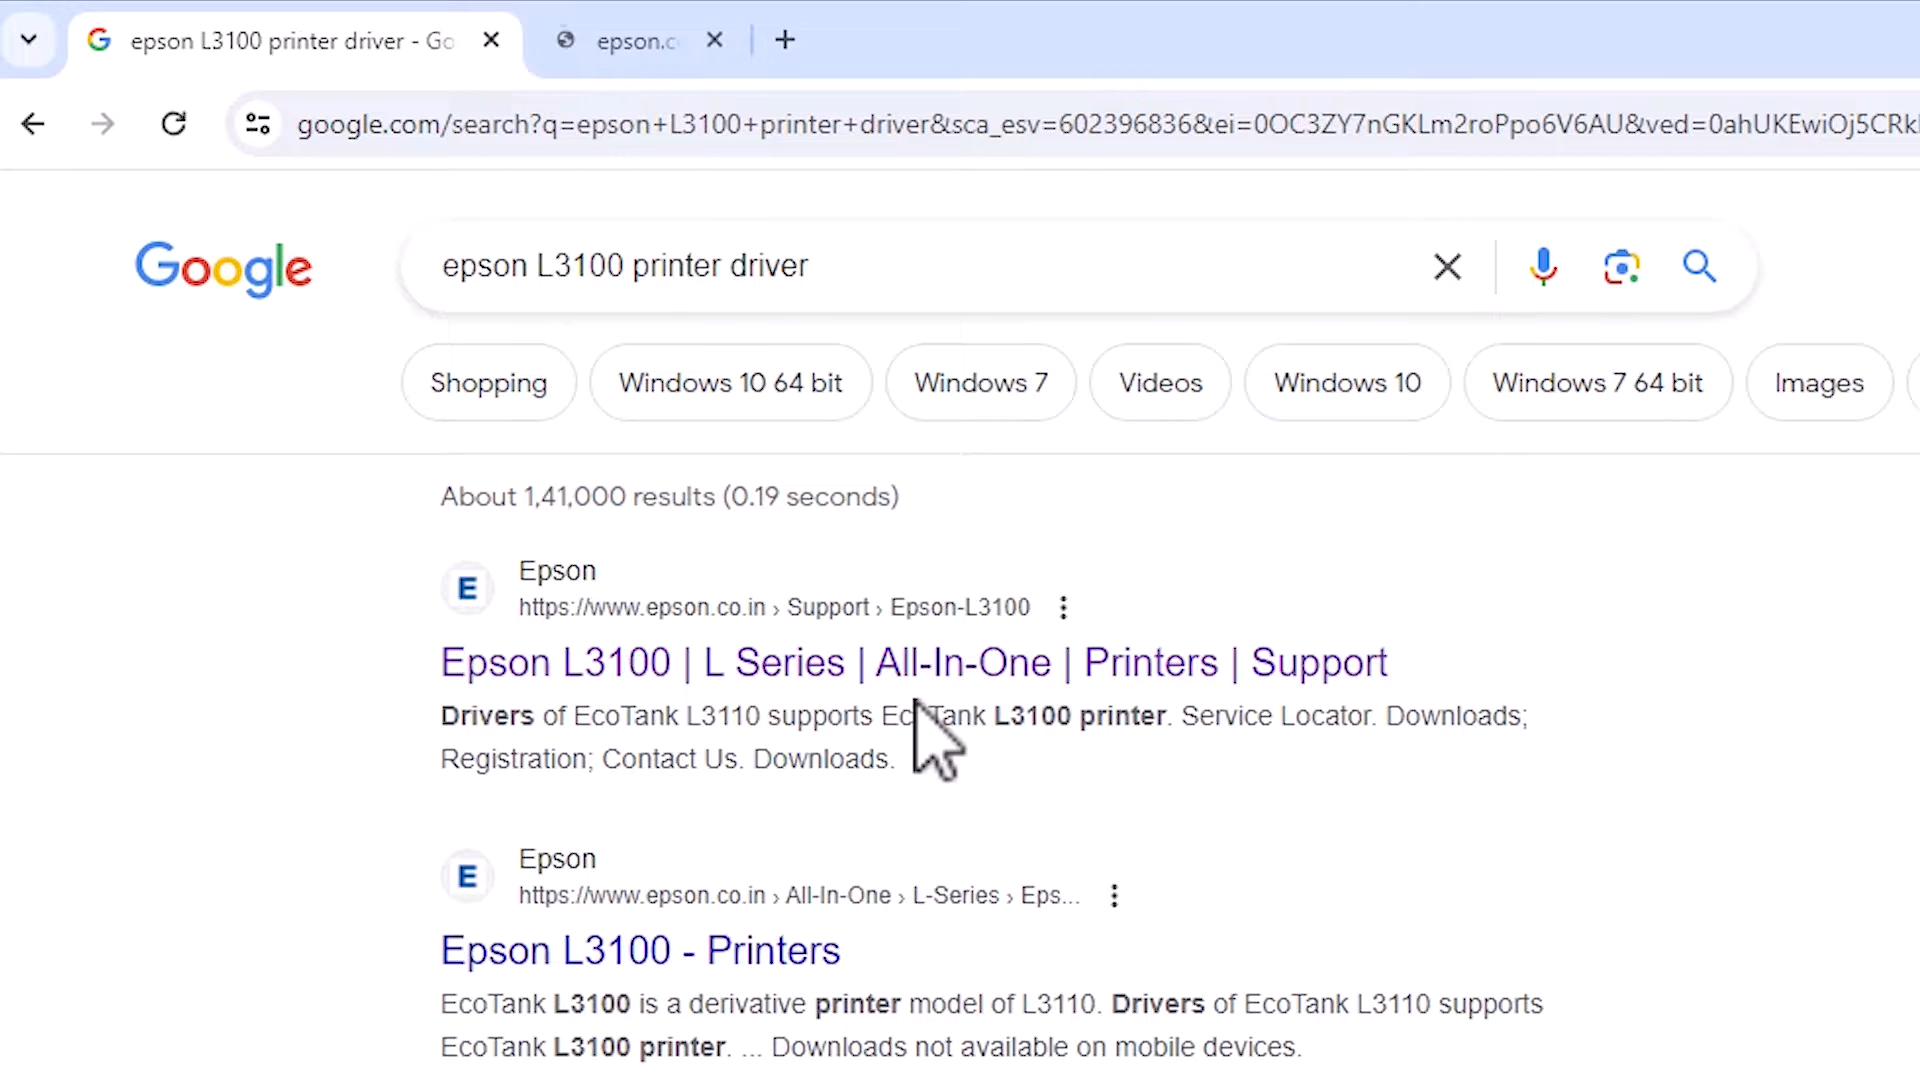 epson L3100 printer driver - Go
epson.c
google.com/search?q=epson+L3100+printer+driver&sca_esv=602396836&ei=0OC3ZY7nGKLm2roPpo6V6AU&ved=0ahUKEwiOj5CRk
Google
epson L3100 printer driver
Shopping
Windows 10 64 bit
Windows 7
Videos
Windows 10
Windows 7 64 bit
Images
About 1,41,000 results (0.19 seconds)
E
Epson
https://www.epson.co.in › Support › Epson-L3100
Epson L3100 | L Series | All-In-One | Printers | Support
Drivers of EcoTank L3110 supports EcoTank L3100 printer. Service Locator. Downloads;
Registration; Contact Us. Downloads.
E
Epson
https://www.epson.co.in › All-In-One › L-Series › Eps...
Epson L3100 - Printers
EcoTank L3100 is a derivative printer model of L3110. Drivers of EcoTank L3110 supports
EcoTank L3100 printer. ... Downloads not available on mobile devices.